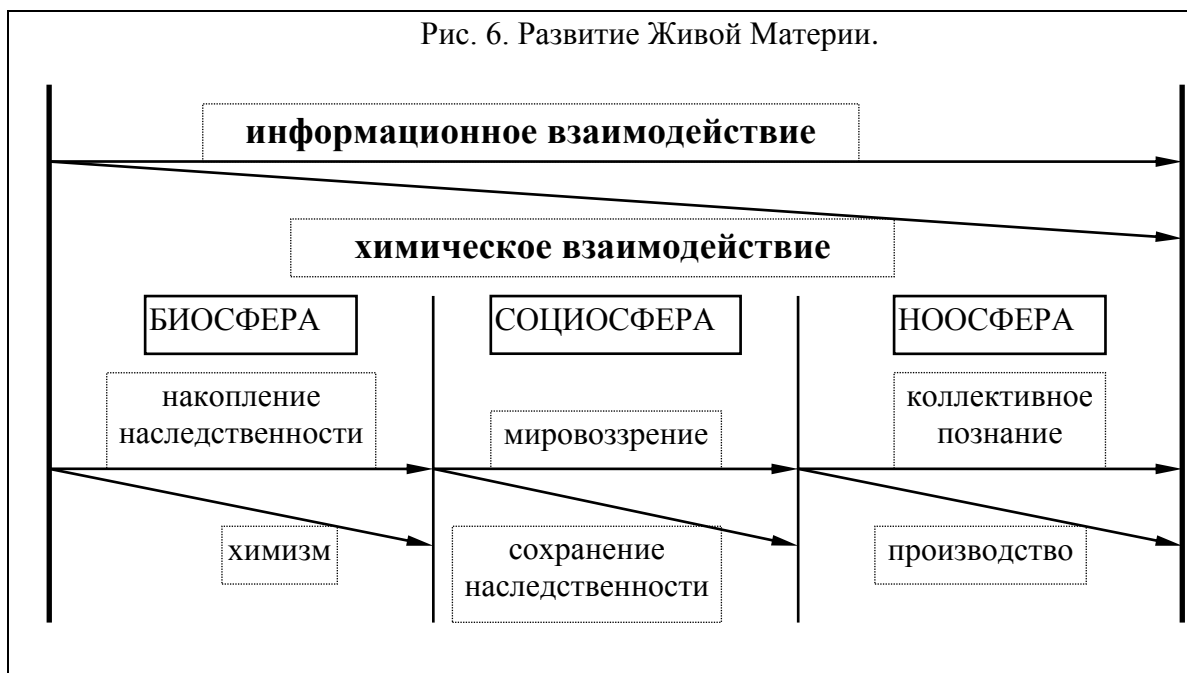 Рис. 6. Развитие Живой Материи.
информационное взаимодействие
химическое взаимодействие
БИОСФЕРА
СОЦИОСФЕРА
НООСФЕРА
накопление
наследственности
мировоззрение
коллективное
познание
химизм
сохранение
наследственности
производство